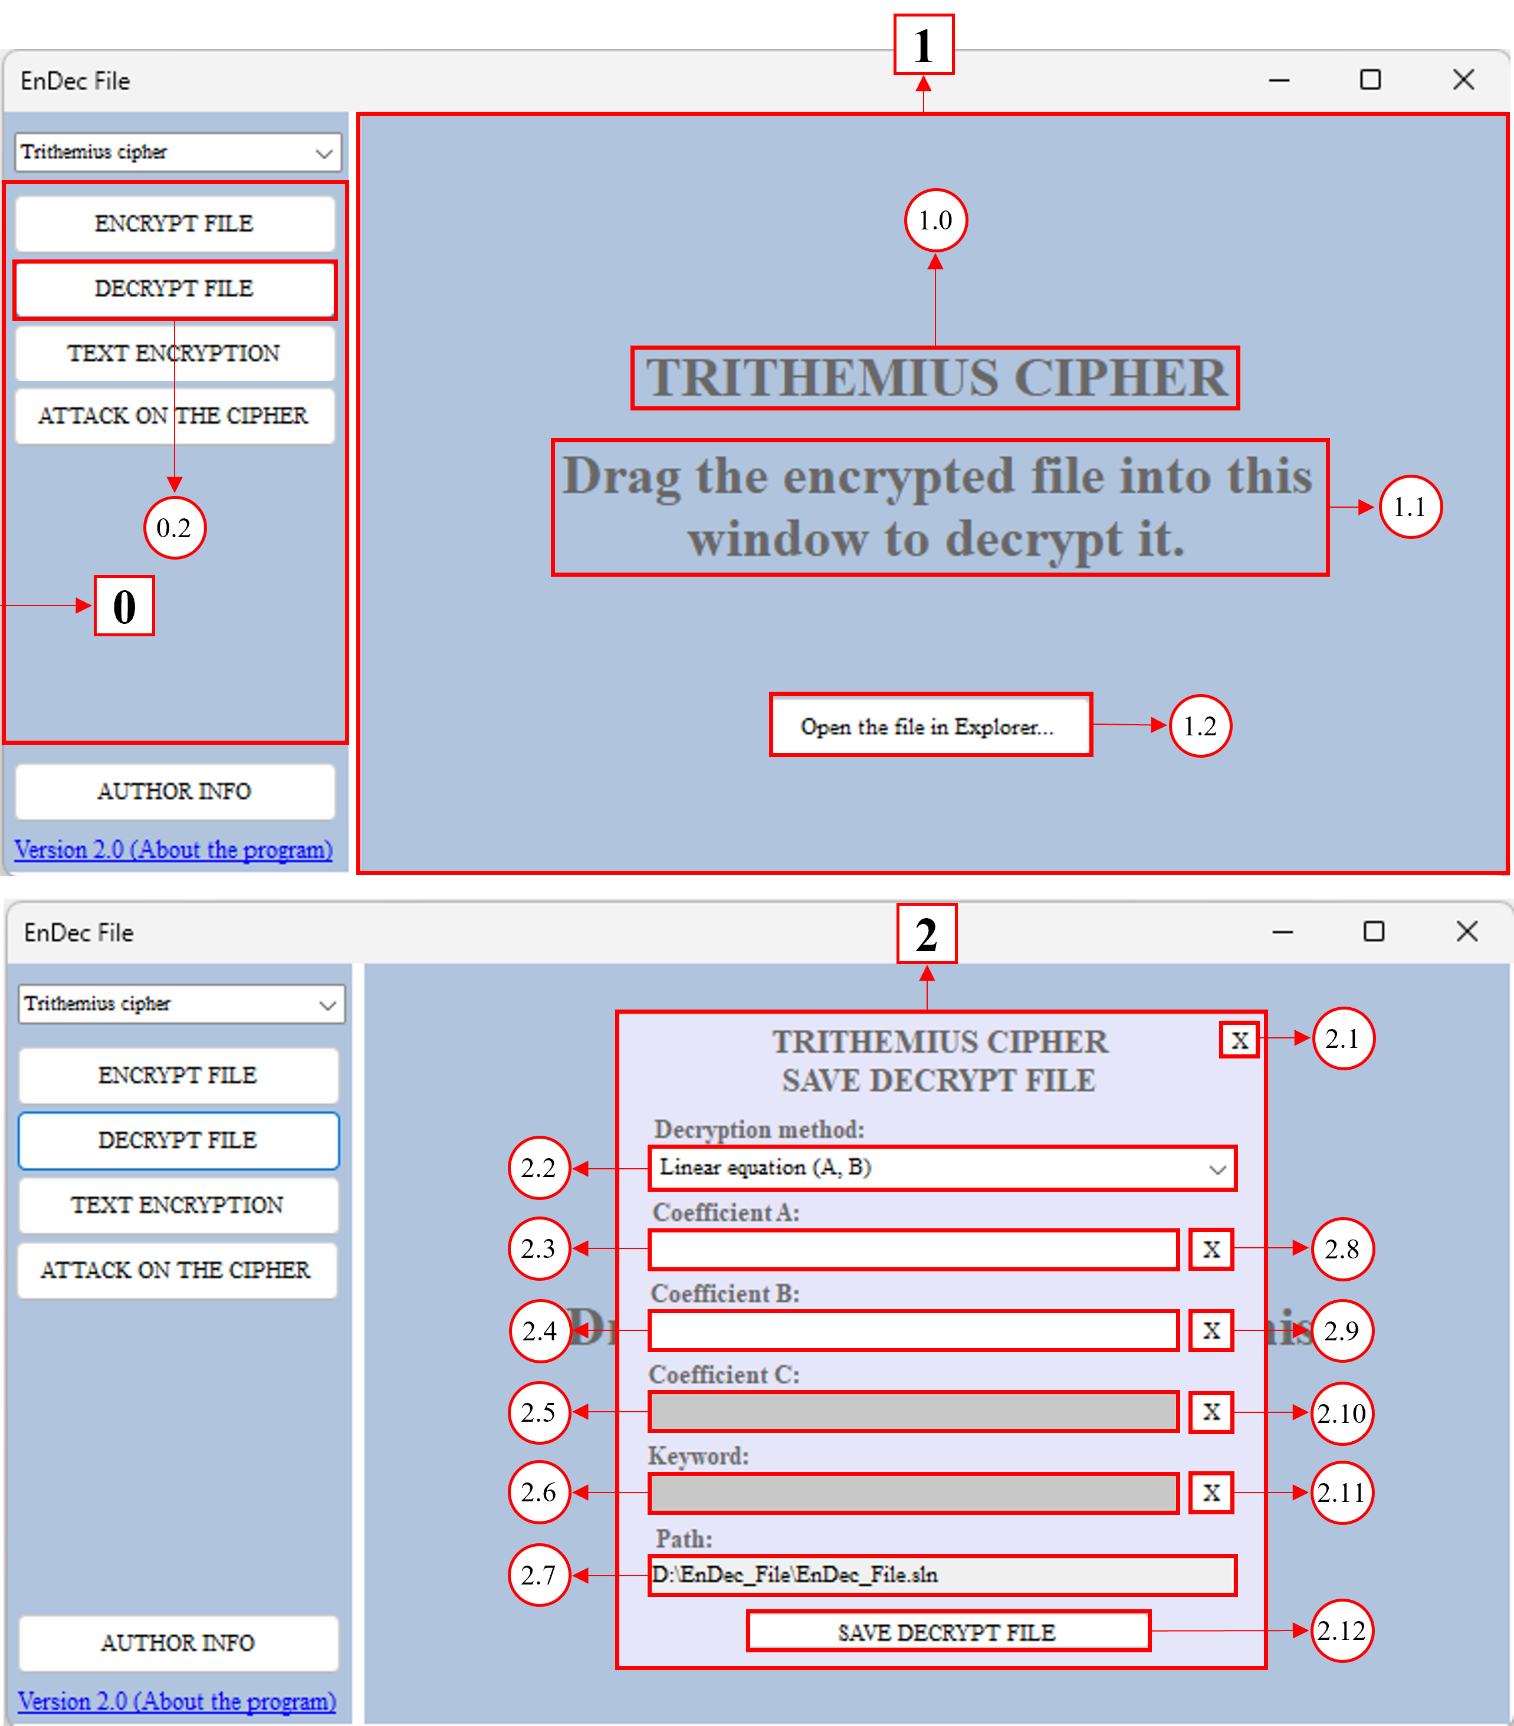 1
EnDec File
Trithemius cipher
ENCRYPT FILE
DECRYPT FILE
TEXT ENCRYPTION
ATTACK ON THE CIPHER
0.2
0
AUTHOR INFO
Version 2.0 (About the program)
1.0
TRITHEMIUS CIPHER
Drag the encrypted file into this
window to decrypt it.
1.1
Open the file in Explorer...
1.2
EnDec File
2
Trithemius cipher
ENCRYPT FILE
DECRYPT FILE
TEXT ENCRYPTION
ATTACK ON THE CIPHER
AUTHOR INFO
Version 2.0 (About the program)
TRITHEMIUS CIPHER
X
2.1
SAVE DECRYPT FILE
Decryption method:
2.2
Linear equation (A, B)
Coefficient A:
2.3
X
2.8
Coefficient B:
2.4
X
2.9
Coefficient C:
2.5
X
2.10
Keyword:
2.6
X
2.11
Path:
2.7
D:\EnDec_File\EnDec_File.sln
SAVE DECRYPT FILE
2.12